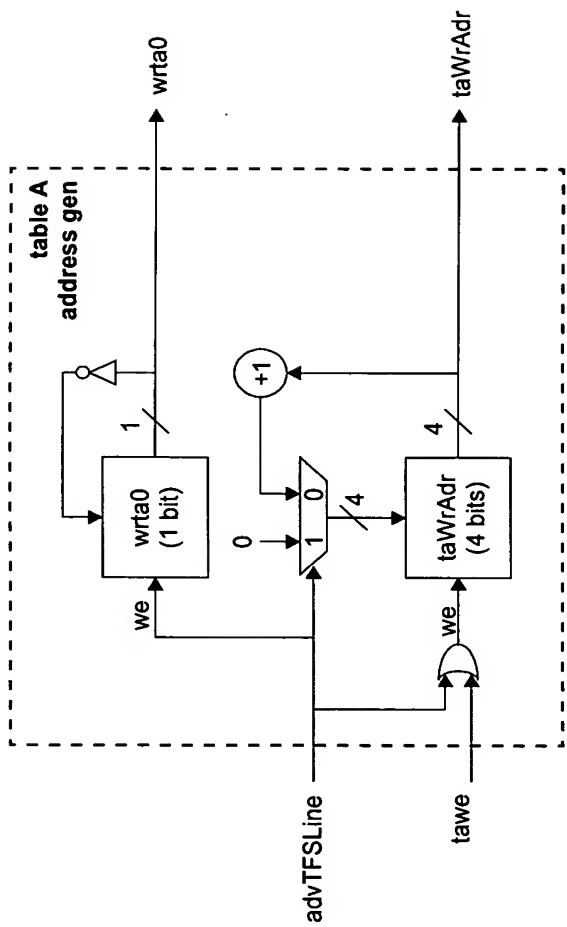 table A
address gen
wrta0
1
wrta0
(1 bit)
we
+1
0
1 0
4
4
taWrAdr
taWrAdr
(4 bits)
we
advTFSLine
tawe